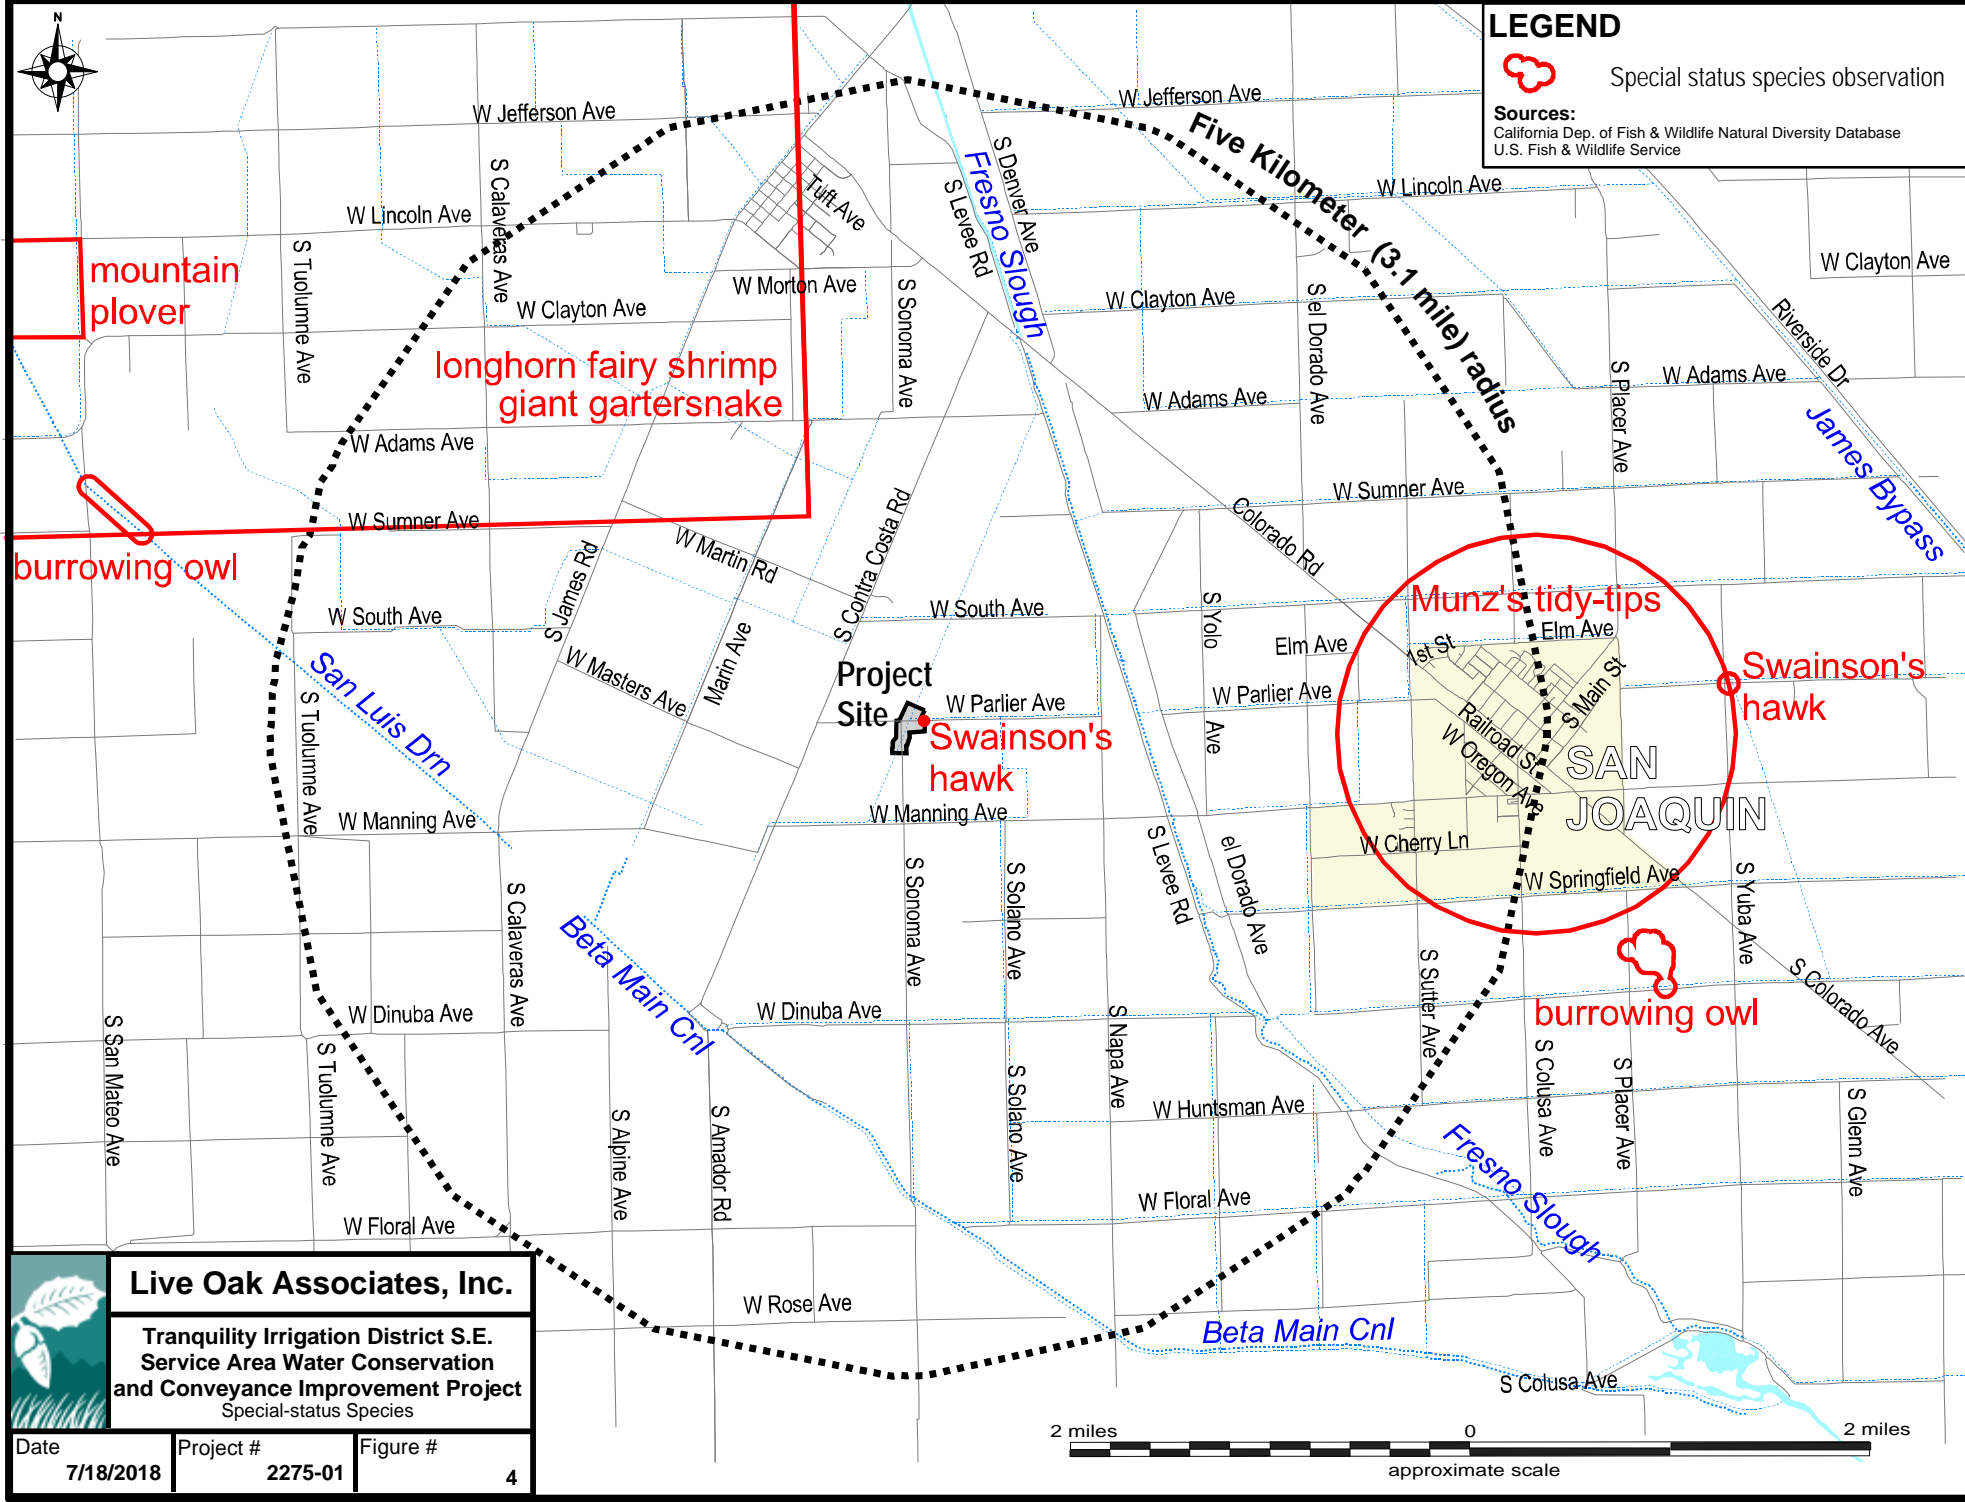 N
LEGEND
Special status species observation
Sources:
California Dep. of Fish & Wildlife Natural Diversity Database
U.S. Fish & Wildlife Service
W Jefferson Ave
W Jefferson Ave
Five Kilometer (3.1 mile) radius
Fresno Slough
S Denver Ave
S Levee Rd
S Calaveras Ave
Tuft Ave
W Lincoln Ave
W Lincoln Ave
S Tuolumne Ave
mountain
plover
W Morton Ave
W Clayton Ave
W Clayton Ave
W Clayton Ave
S Sonoma Ave
S el Dorado Ave
Riverside Dr
longhorn fairy shrimp
giant gartersnake
S Placer Ave
W Adams Ave
W Adams Ave
W Adams Ave
James Bypass
W Sumner Ave
W Sumner Ave
Colorado Rd
burrowing owl
W Martin Rd
S Contra Costa Rd
S James Rd
Munz's tidy-tips
W South Ave
W South Ave
S Yolo
Ave
Elm Ave
Elm Ave
1st St
S Main St
San Luis Drn
W Masters Ave
Marin Ave
Project
Site
W Parlier Ave
W Parlier Ave
Swainson's
hawk
Swainson's
hawk
Railroad St
W Oregon Ave
SAN
JOAQUIN
S Tuolumne Ave
W Manning Ave
W Manning Ave
W Cherry Ln
S Levee Rd
el Dorado Ave
W Springfield Ave
S Yuba Ave
S Calaveras Ave
S Sonoma Ave
S Solano Ave
Beta Main Cnl
S Sutter Ave
S Colorado Ave
burrowing owl
W Dinuba Ave
W Dinuba Ave
S San Mateo Ave
S Tuolumne Ave
S Napa Ave
S Colusa Ave
S Placer Ave
S Glenn Ave
S Solano Ave
W Huntsman Ave
S Alpine Ave
S Amador Rd
Fresno Slough
W Floral Ave
W Floral Ave
W Rose Ave
Beta Main Cnl
S Colusa Ave
Live Oak Associates, Inc.
Tranquility Irrigation District S.E.
Service Area Water Conservation
and Conveyance Improvement Project
Special-status Species
Date
7/18/2018
Project #
2275-01
Figure #
4
2 miles 0 2 miles
approximate scale